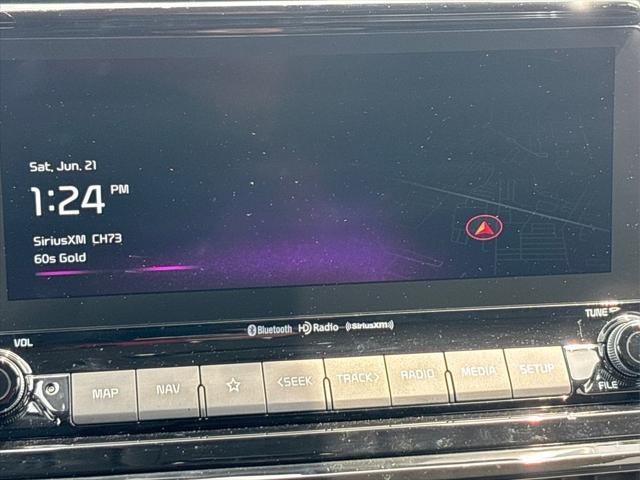 Sat, Jun. 21
1:24 PM
SiriusXM CH73
60s Gold
Bluetooth HD Radio ((SiriusXM))
VOL
TUNE
MAP NAV ☆ <SEEK TRACK> RADIO MEDIA SETUP
FILE